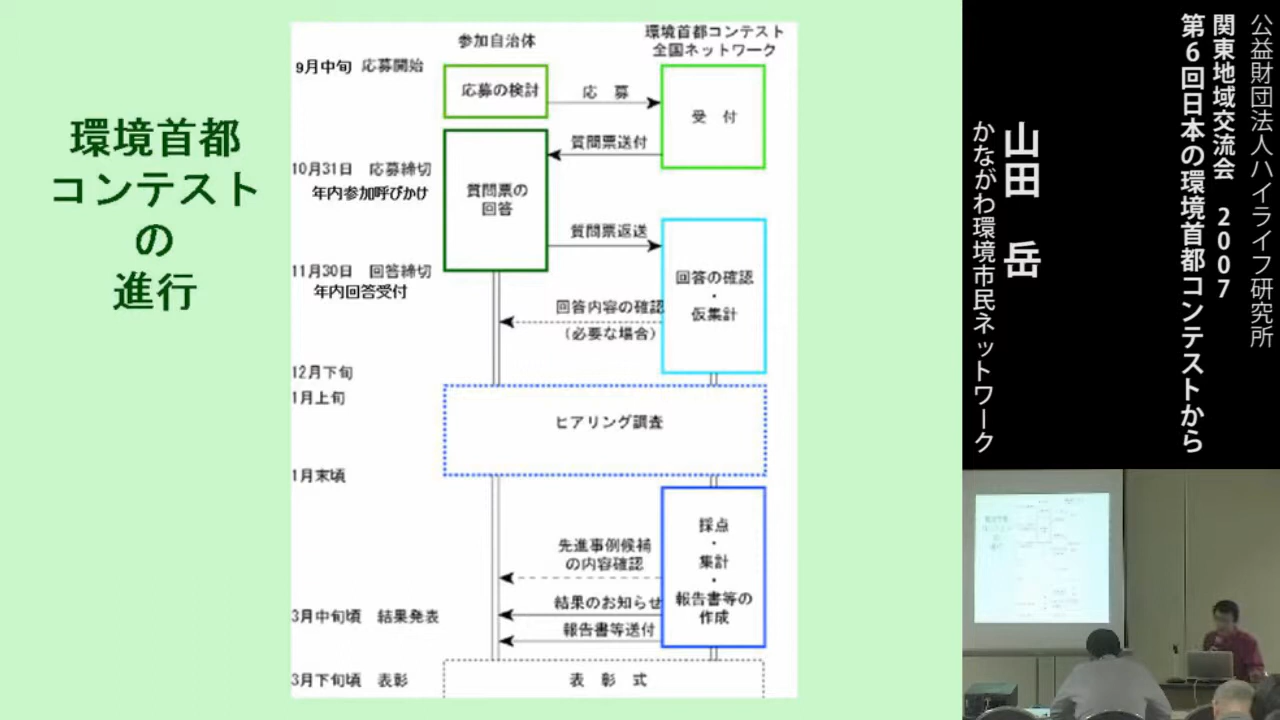 環境首都
コンテスト
の
進行
参加自治体
環境首都コンテスト
全国ネットワーク
9月中旬 応募開始
応募の検討
応 募
受 付
質問票送付
10月31日 応募締切
年内参加呼びかけ
質問票の
回答
質問票返送
11月30日 回答締切
年内回答受付
回答の確認
・
仮集計
回答内容の確認
(必要な場合)
12月下旬
1月上旬
ヒアリング調査
1月末頃
採点
・
集計
・
報告書等の
作成
先進事例候補
の内容確認
結果のお知らせ
3月中旬頃 結果発表
報告書等送付
3月下旬頃 表彰
表 彰 式
公益財団法人ハイライフ研究所
関東地域交流会 2007
第6回日本の環境首都コンテストから
山田 岳
かながわ環境市民ネットワーク